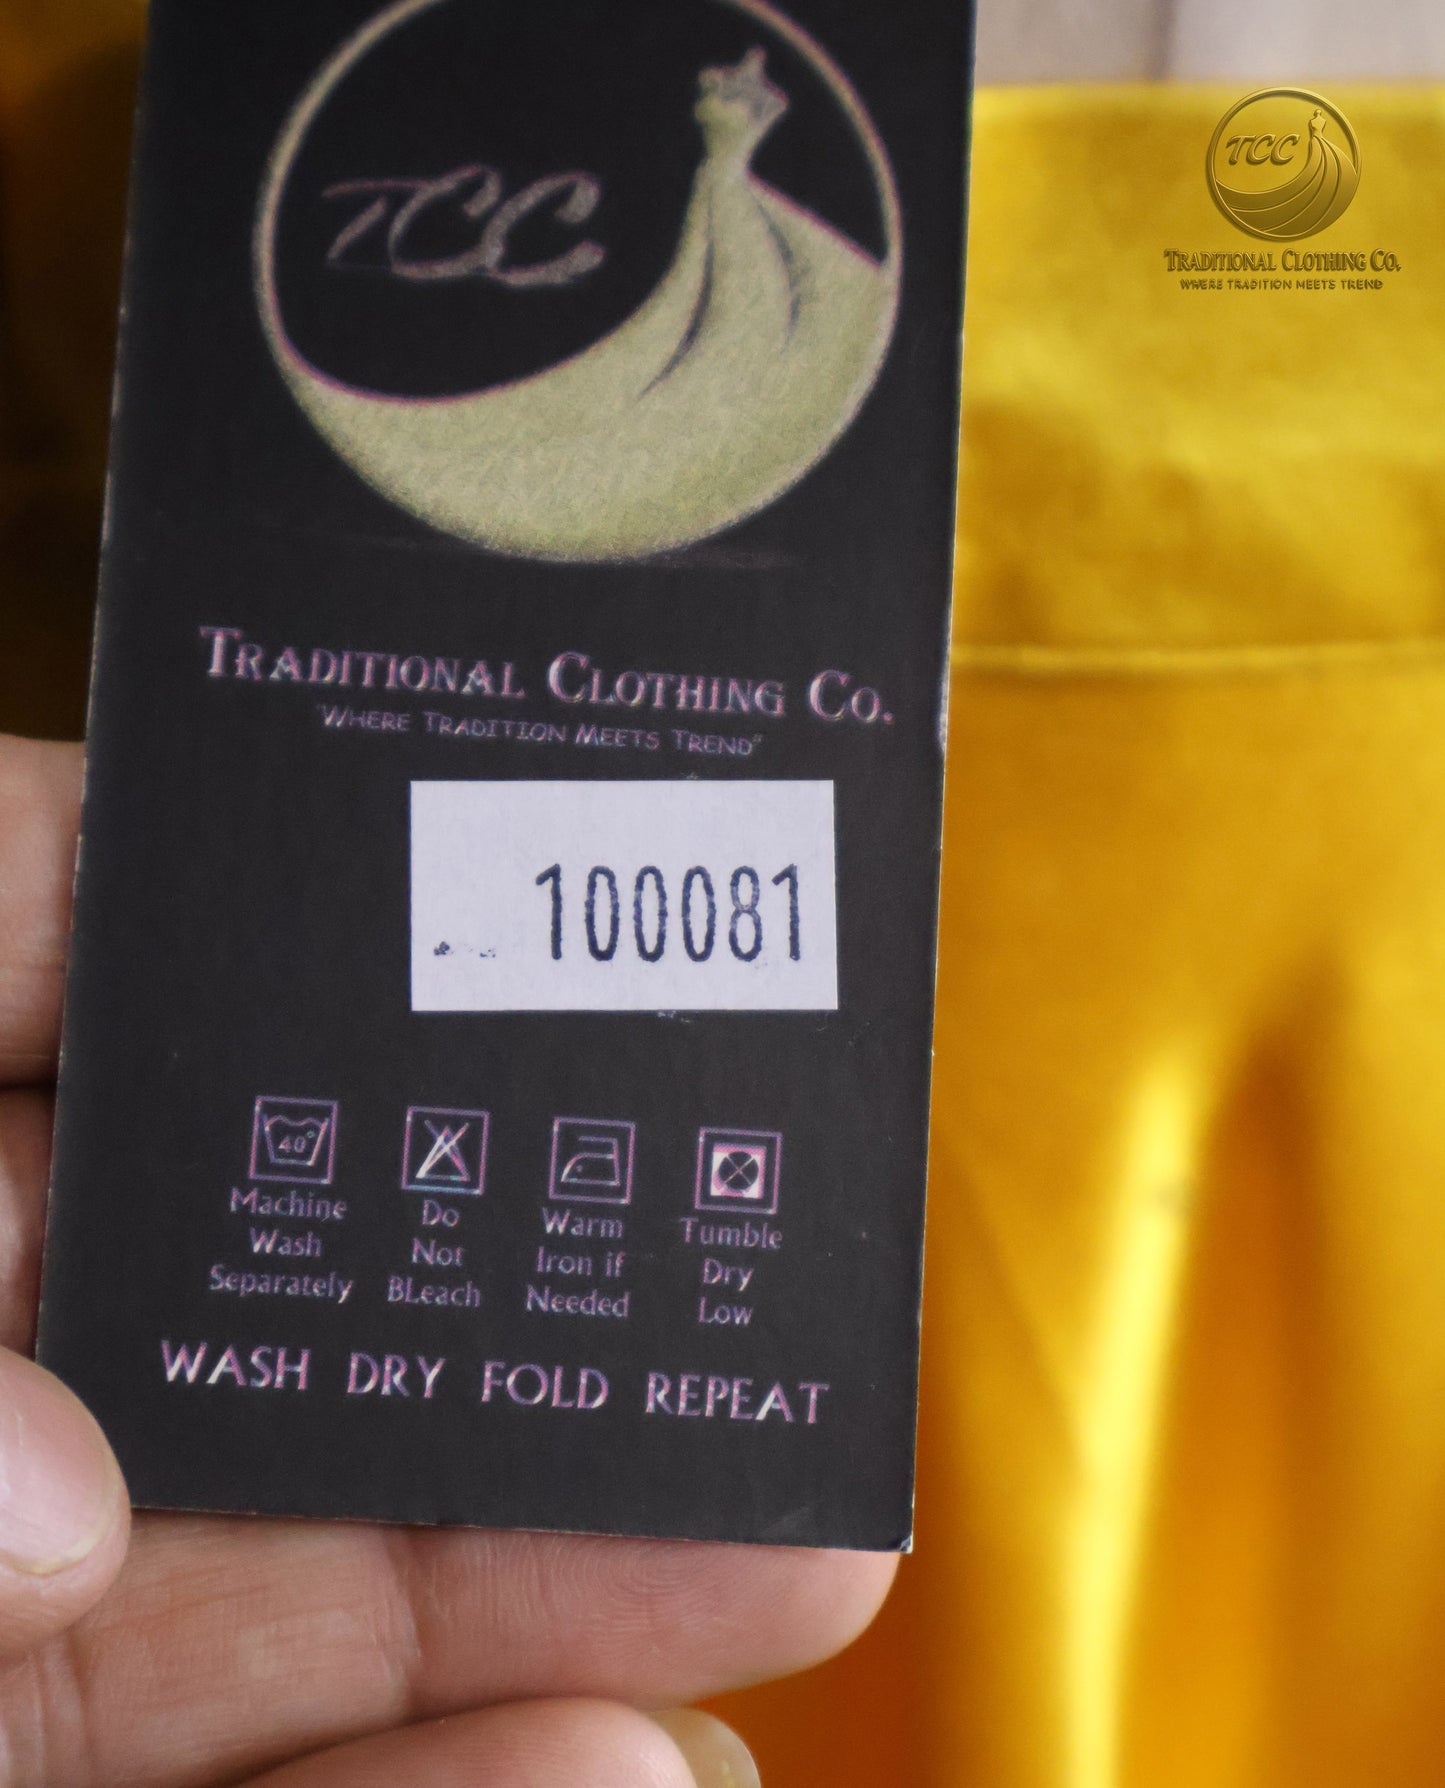 TCC
TRADITIONAL CLOTHING CO.
"WHERE TRADITION MEETS TREND"
100081
40°
Machine
Wash
Separately
Do
Not
BLeach
Warm
Iron if
Needed
Tumble
Dry
Low
WASH DRY FOLD REPEAT
TCC
TRADITIONAL CLOTHING CO.
WHERE TRADITION MEETS TREND